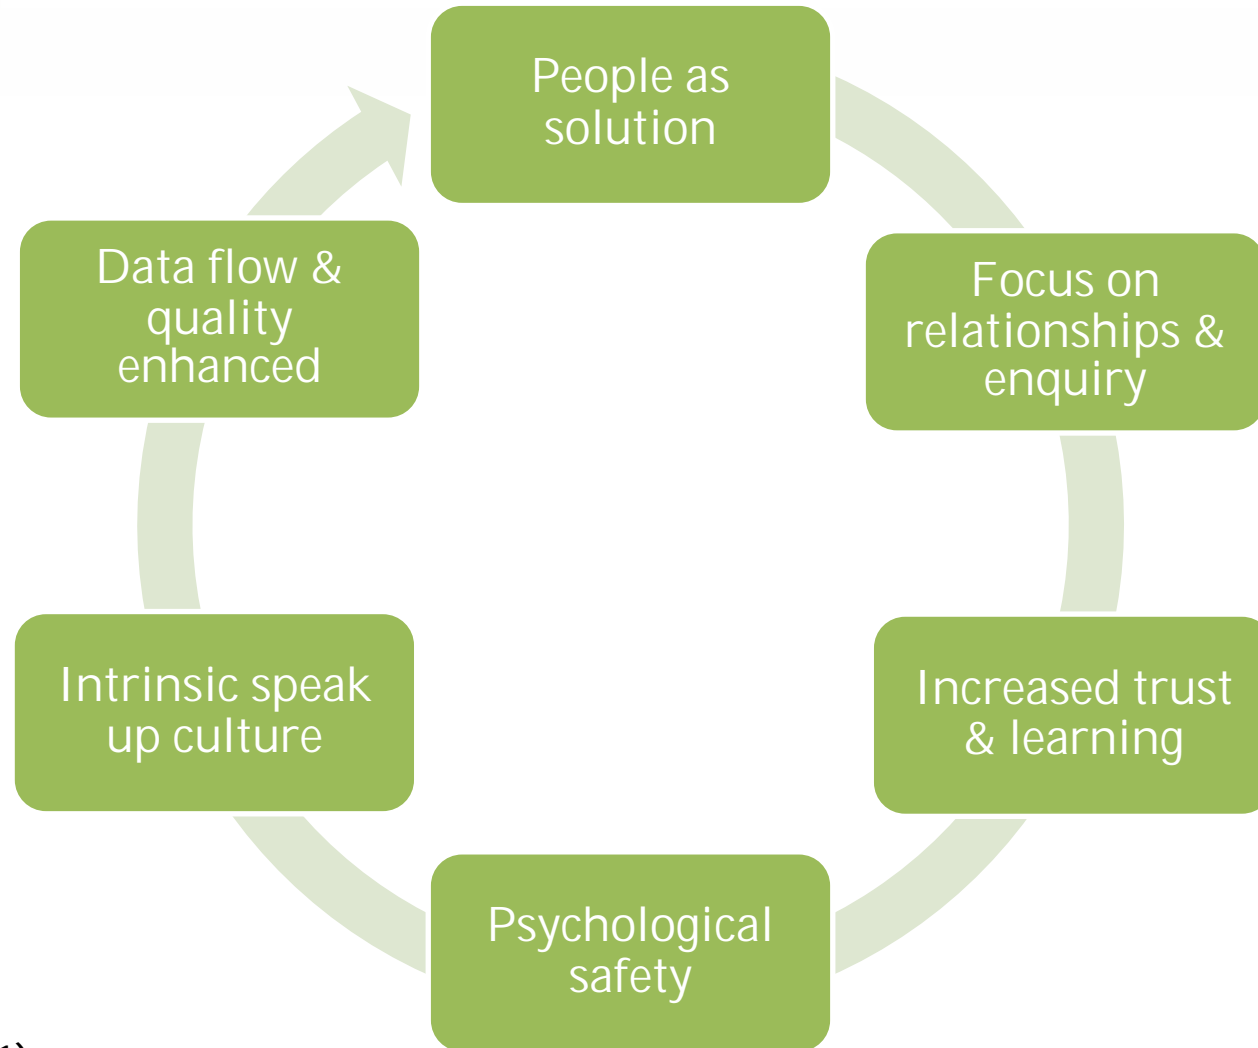 People as
solution
Focus on
relationships &
enquiry
Increased trust
& learning
Psychological
safety
Intrinsic speak
up culture
Data flow &
quality
enhanced